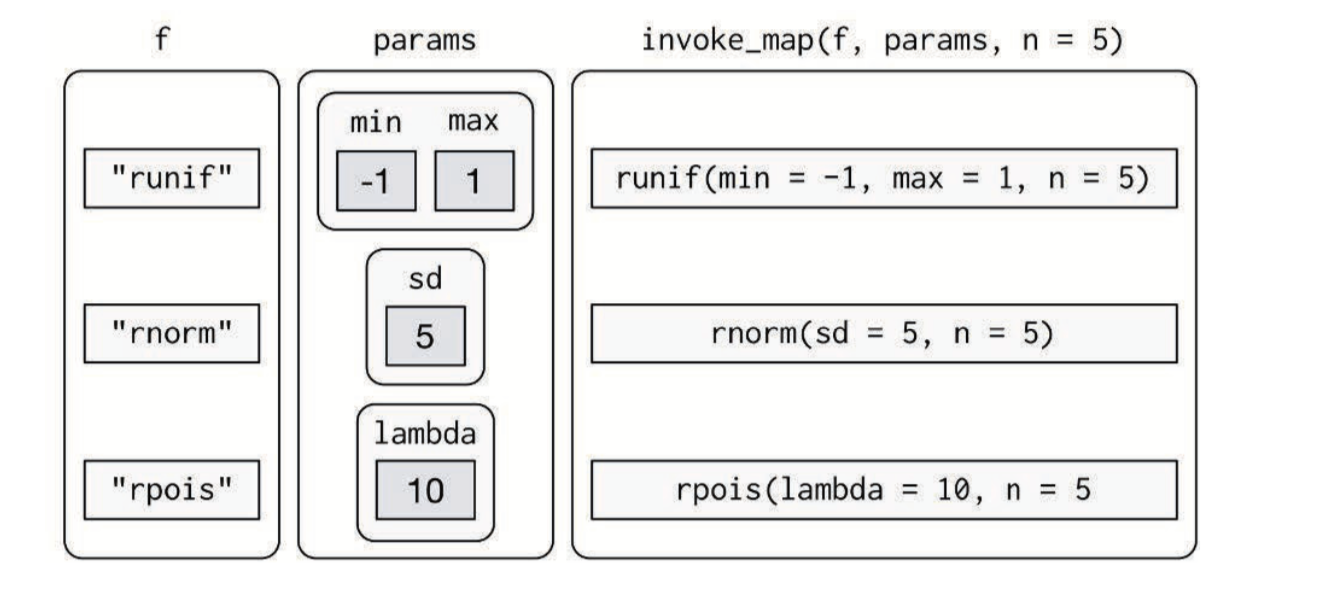 f params invoke_map(f, params, n = 5)
min max
"runif" -1 1 runif(min = -1, max = 1, n = 5)
sd
"rnorm" 5 rnorm(sd = 5, n = 5)
lambda
"rpois" 10 rpois(lambda = 10, n = 5